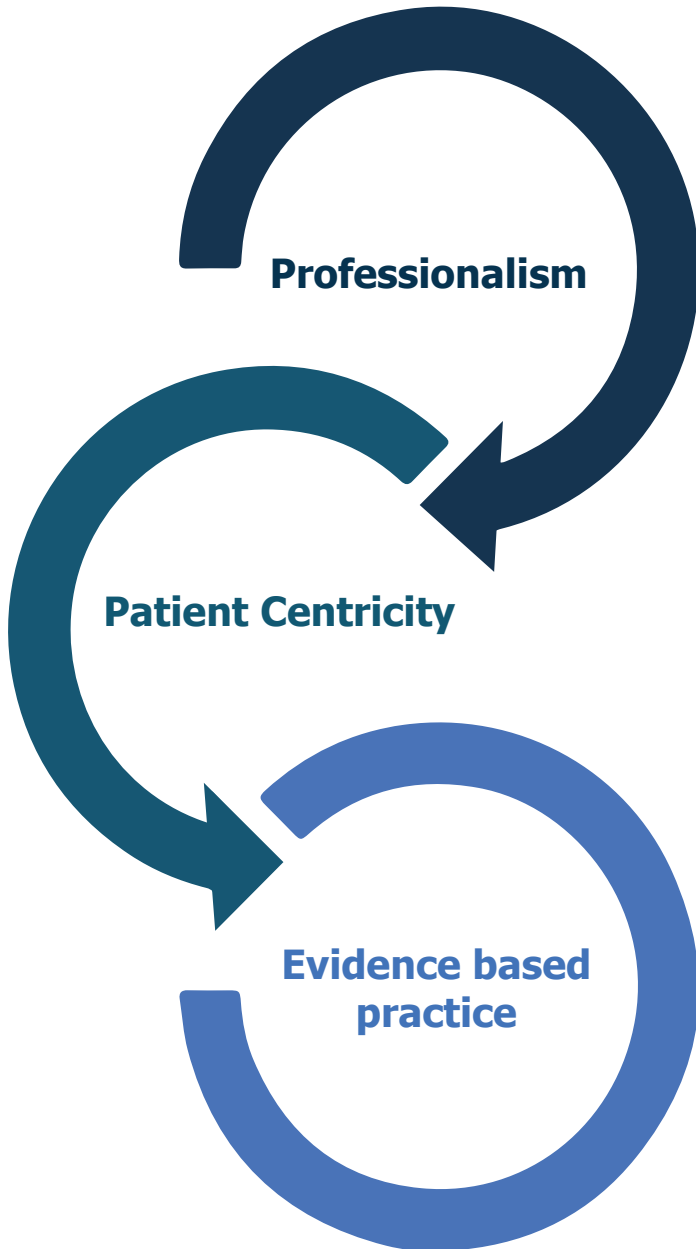 Professionalism
Patient Centricity
Evidence based
practice